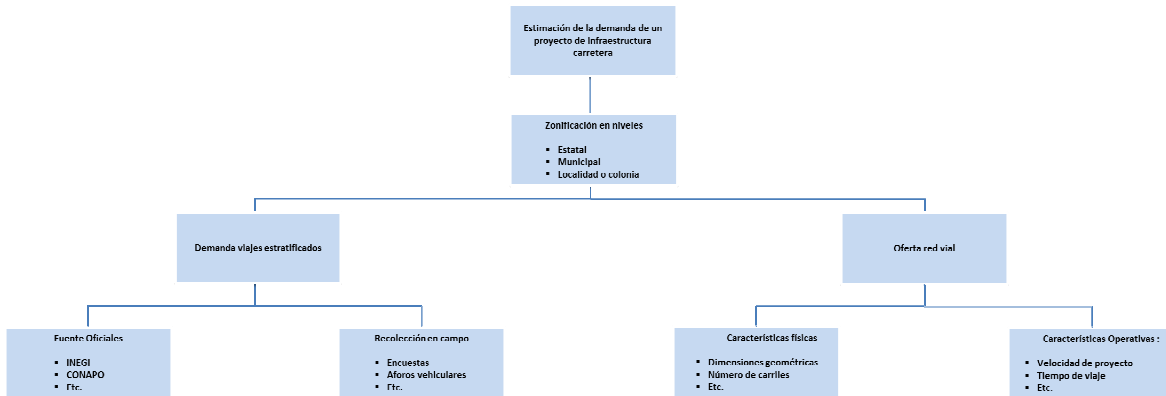 Estimación de la demanda de un
proyecto de infraestructura
carretera
Zonificación en niveles
▪ Estatal
▪ Municipal
▪ Localidad o colonia
Demanda viajes estratificados
Oferta red vial
Fuente Oficiales
▪ INEGI
▪ CONAPO
▪ Etc.
Recolección en campo
▪ Encuestas
▪ Aforos vehiculares
▪ Etc.
Características físicas
▪ Dimensiones geométricas
▪ Número de carriles
▪ Etc.
Características Operativas :
▪ Velocidad de proyecto
▪ Tiempo de viaje
▪ Etc.